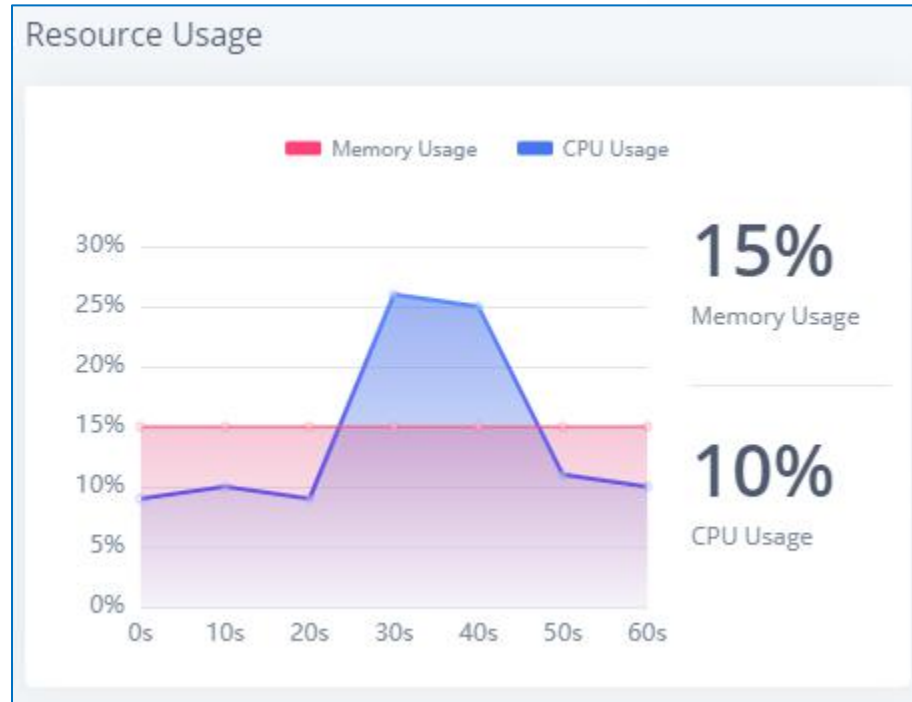 Resource Usage
Memory Usage CPU Usage
30%
25%
20%
15%
10%
5%
0%
0s 10s 20s 30s 40s 50s 60s
15%
Memory Usage
10%
CPU Usage